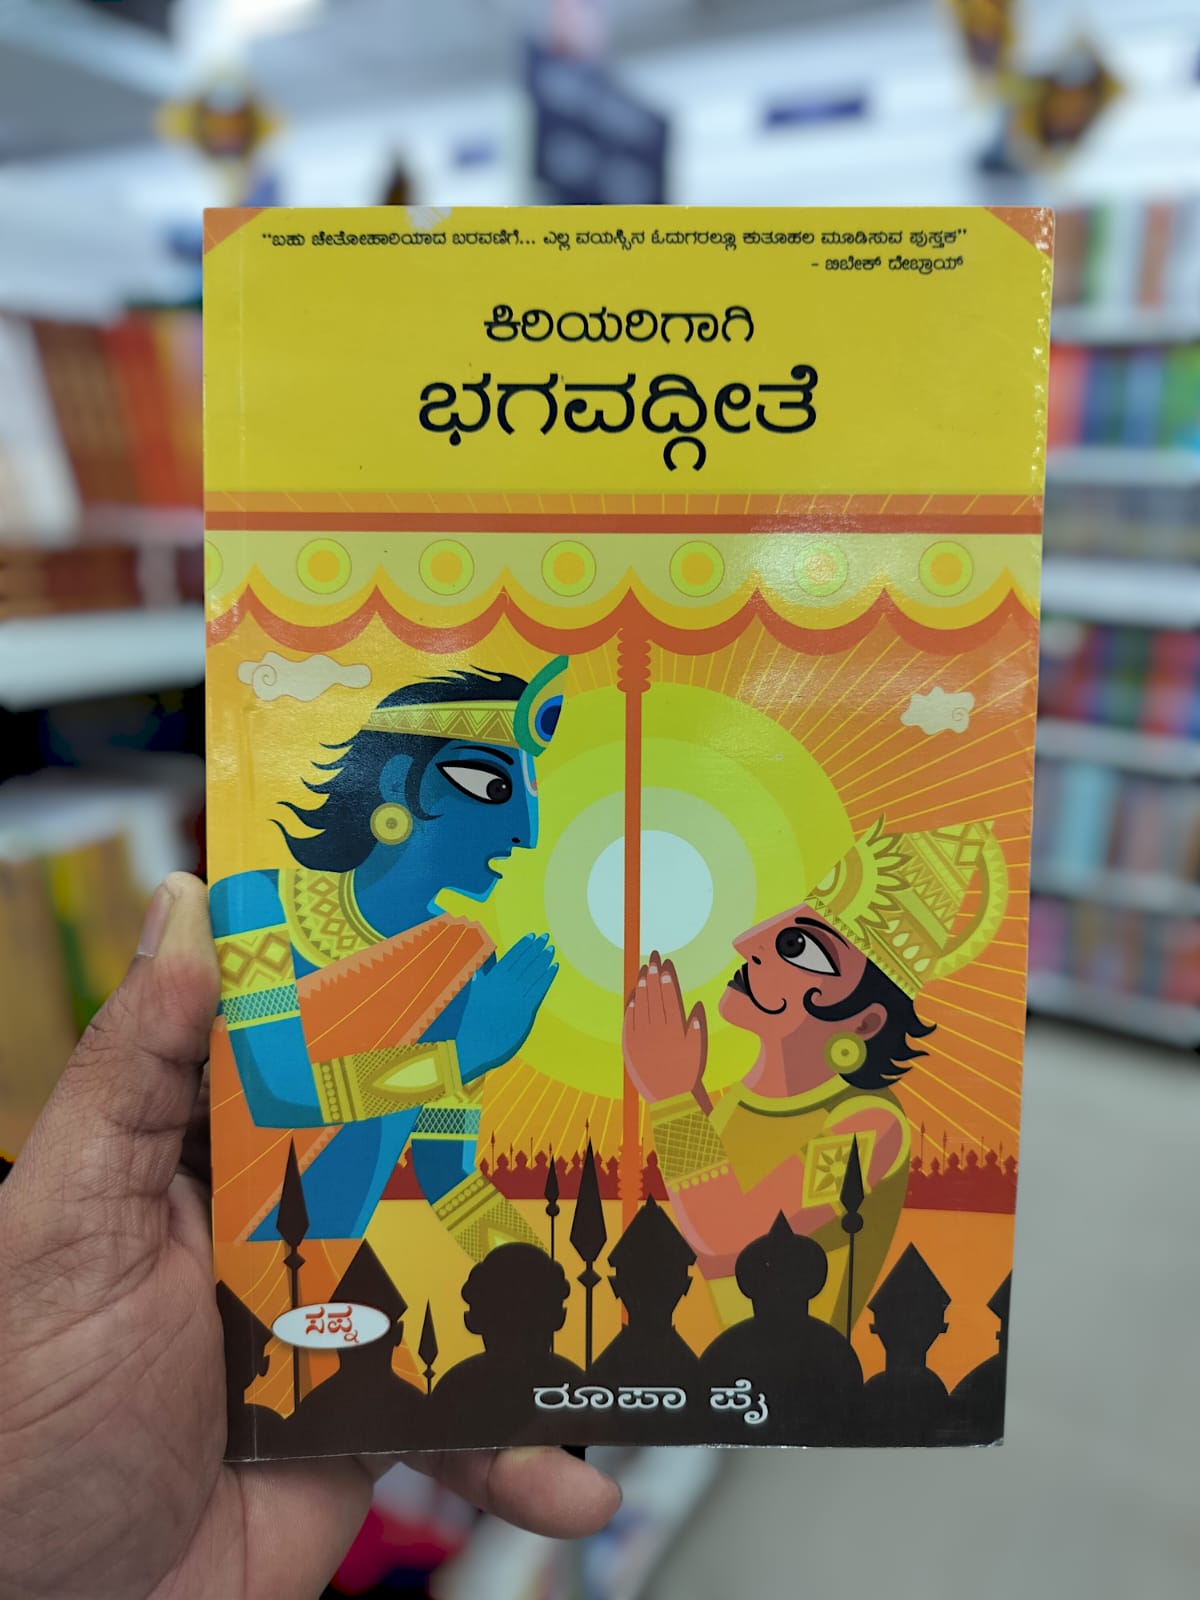 "ಬಹು ಚೇತೋಹಾರಿಯಾದ ಬರವಣಿಗೆ... ಎಲ್ಲ ವಯಸ್ಸಿನ ಓದುಗರಲ್ಲೂ ಕುತೂಹಲ ಮೂಡಿಸುವ ಪುಸ್ತಕ"
- ಬಿಬೇಕ್ ದೇಬ್ರಾಯ್
ಕಿರಿಯರಿಗಾಗಿ
ಭಗವದ್ಗೀತೆ
ಸಪ್ನ
ರೂಪಾ ಪೈ